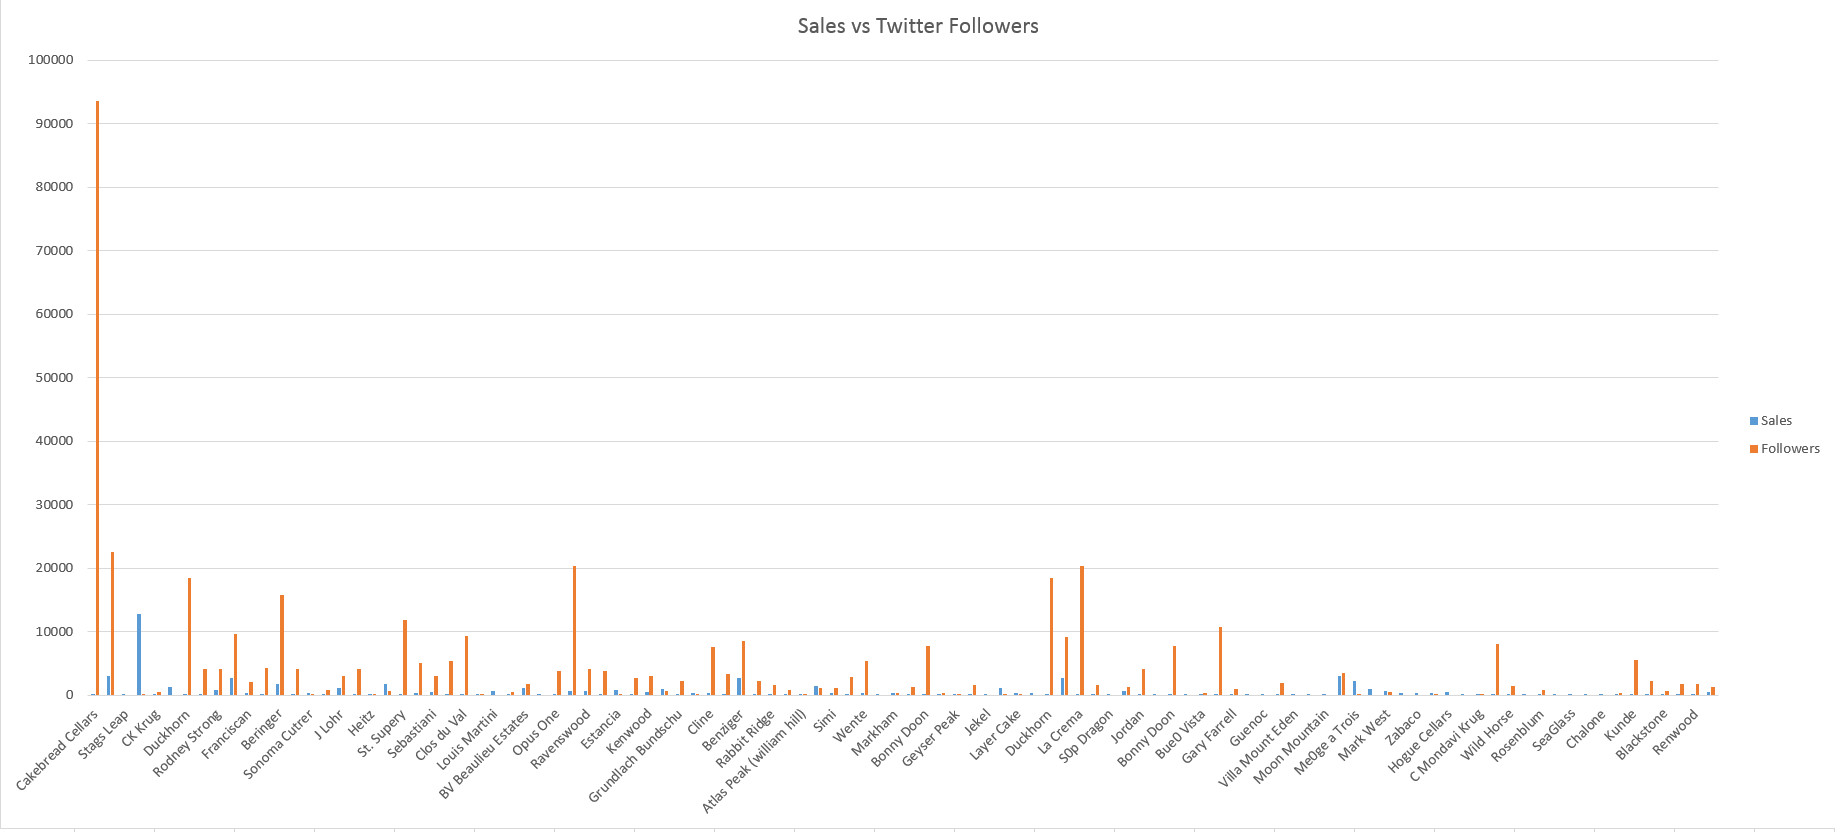 Sales vs Twitter Followers
100000
90000
80000
70000
60000
50000
40000
30000
20000
10000
0
Cakebread Cellars
Stags Leap
CK Krug
Duckhorn
Rodney Strong
Franciscan
Beringer
Sonoma Cutrer
J Lohr
Heitz
St. Supery
Sebastiani
Clos du Val
Louis Martini
BV Beaulieu Estates
Opus One
Ravenswood
Estancia
Kenwood
Grundlach Bundschu
Cline
Benziger
Rabbit Ridge
Atlas Peak (william hill)
Simi
Wente
Markham
Bonny Doon
Geyser Peak
Jekel
Layer Cake
Duckhorn
La Crema
S0p Dragon
Jordan
Bonny Doon
Bue0 Vista
Gary Farrell
Guenoc
Villa Mount Eden
Moon Mountain
Me0ge a Trois
Mark West
Zabaco
Hogue Cellars
C Mondavi Krug
Wild Horse
Rosenblum
SeaGlass
Chalone
Kunde
Blackstone
Renwood
Sales
Followers